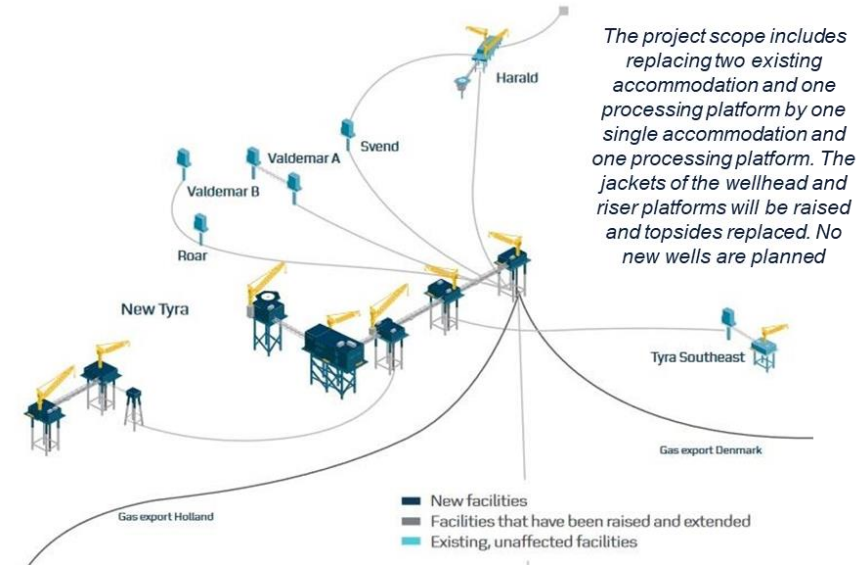 The project scope includes
replacing two existing
accommodation and one
processing platform by one
single accommodation and
one processing platform. The
jackets of the wellhead and
riser platforms will be raised
and topsides replaced. No
new wells are planned
Harald
Svend
Valdemar A
Valdemar B
Roar
New Tyra
Tyra Southeast
Gas export Denmark
Gas export Holland
New facilities
Facilities that have been raised and extended
Existing, unaffected facilities